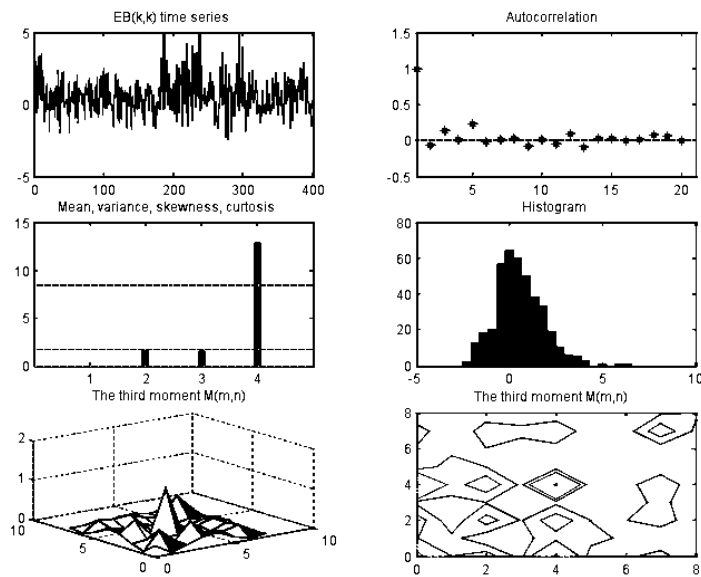 EB(k,k) time series
5
0
-5
0 100 200 300 400
Autocorrelation
1.5
1
0.5
0
-0.5
5 10 15 20
Mean, variance, skewness, curtosis
15
10
5
0
1 2 3 4
Histogram
80
60
40
20
0
-5 0 5 10
The third moment M(m,n)
2
1
0
10
5
0
0
5
10
The third moment M(m,n)
8
6
4
2
0
0 2 4 6 8